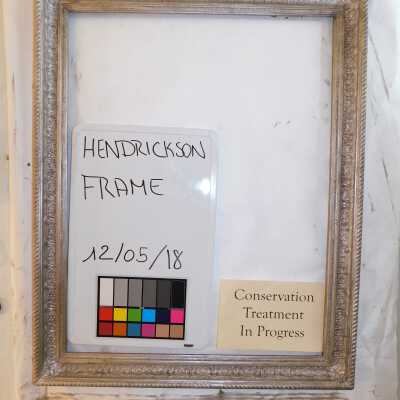 HENDRICKSON
FRAME
12/05/18
Conservation
Treatment
In Progress